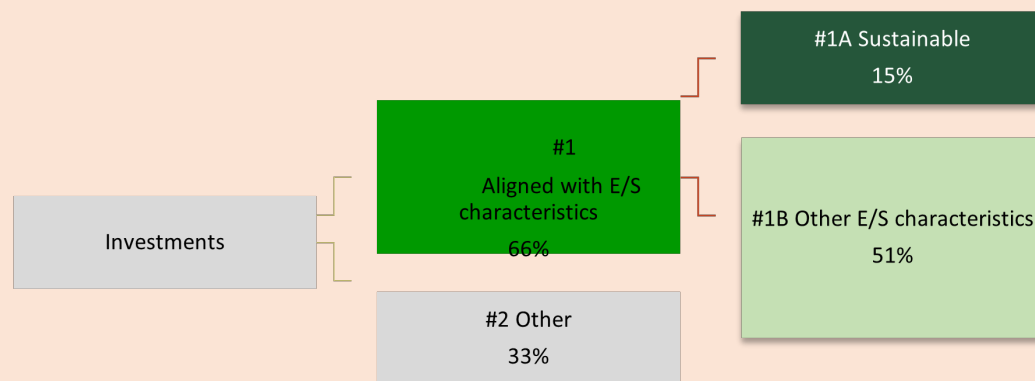 Investments
#1
Aligned with E/S
characteristics
66%
#2 Other
33%
#1A Sustainable
15%
#1B Other E/S characteristics
51%